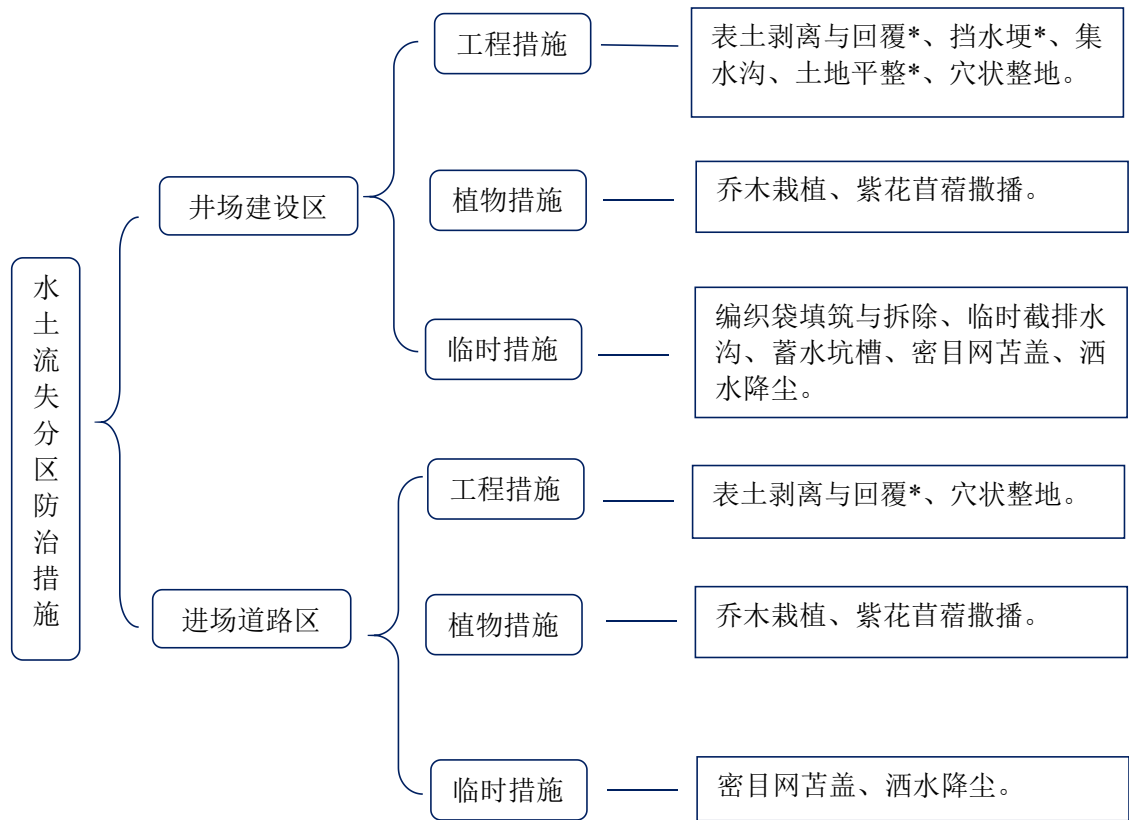 水土流失分区防治措施
井场建设区
工程措施
表土剥离与回覆*、挡水埂*、集
水沟、土地平整*、穴状整地。
植物措施
乔木栽植、紫花苜蓿撒播。
临时措施
编织袋填筑与拆除、临时截排水
沟、蓄水坑槽、密目网苫盖、洒
水降尘。
进场道路区
工程措施
表土剥离与回覆*、穴状整地。
植物措施
乔木栽植、紫花苜蓿撒播。
临时措施
密目网苫盖、洒水降尘。